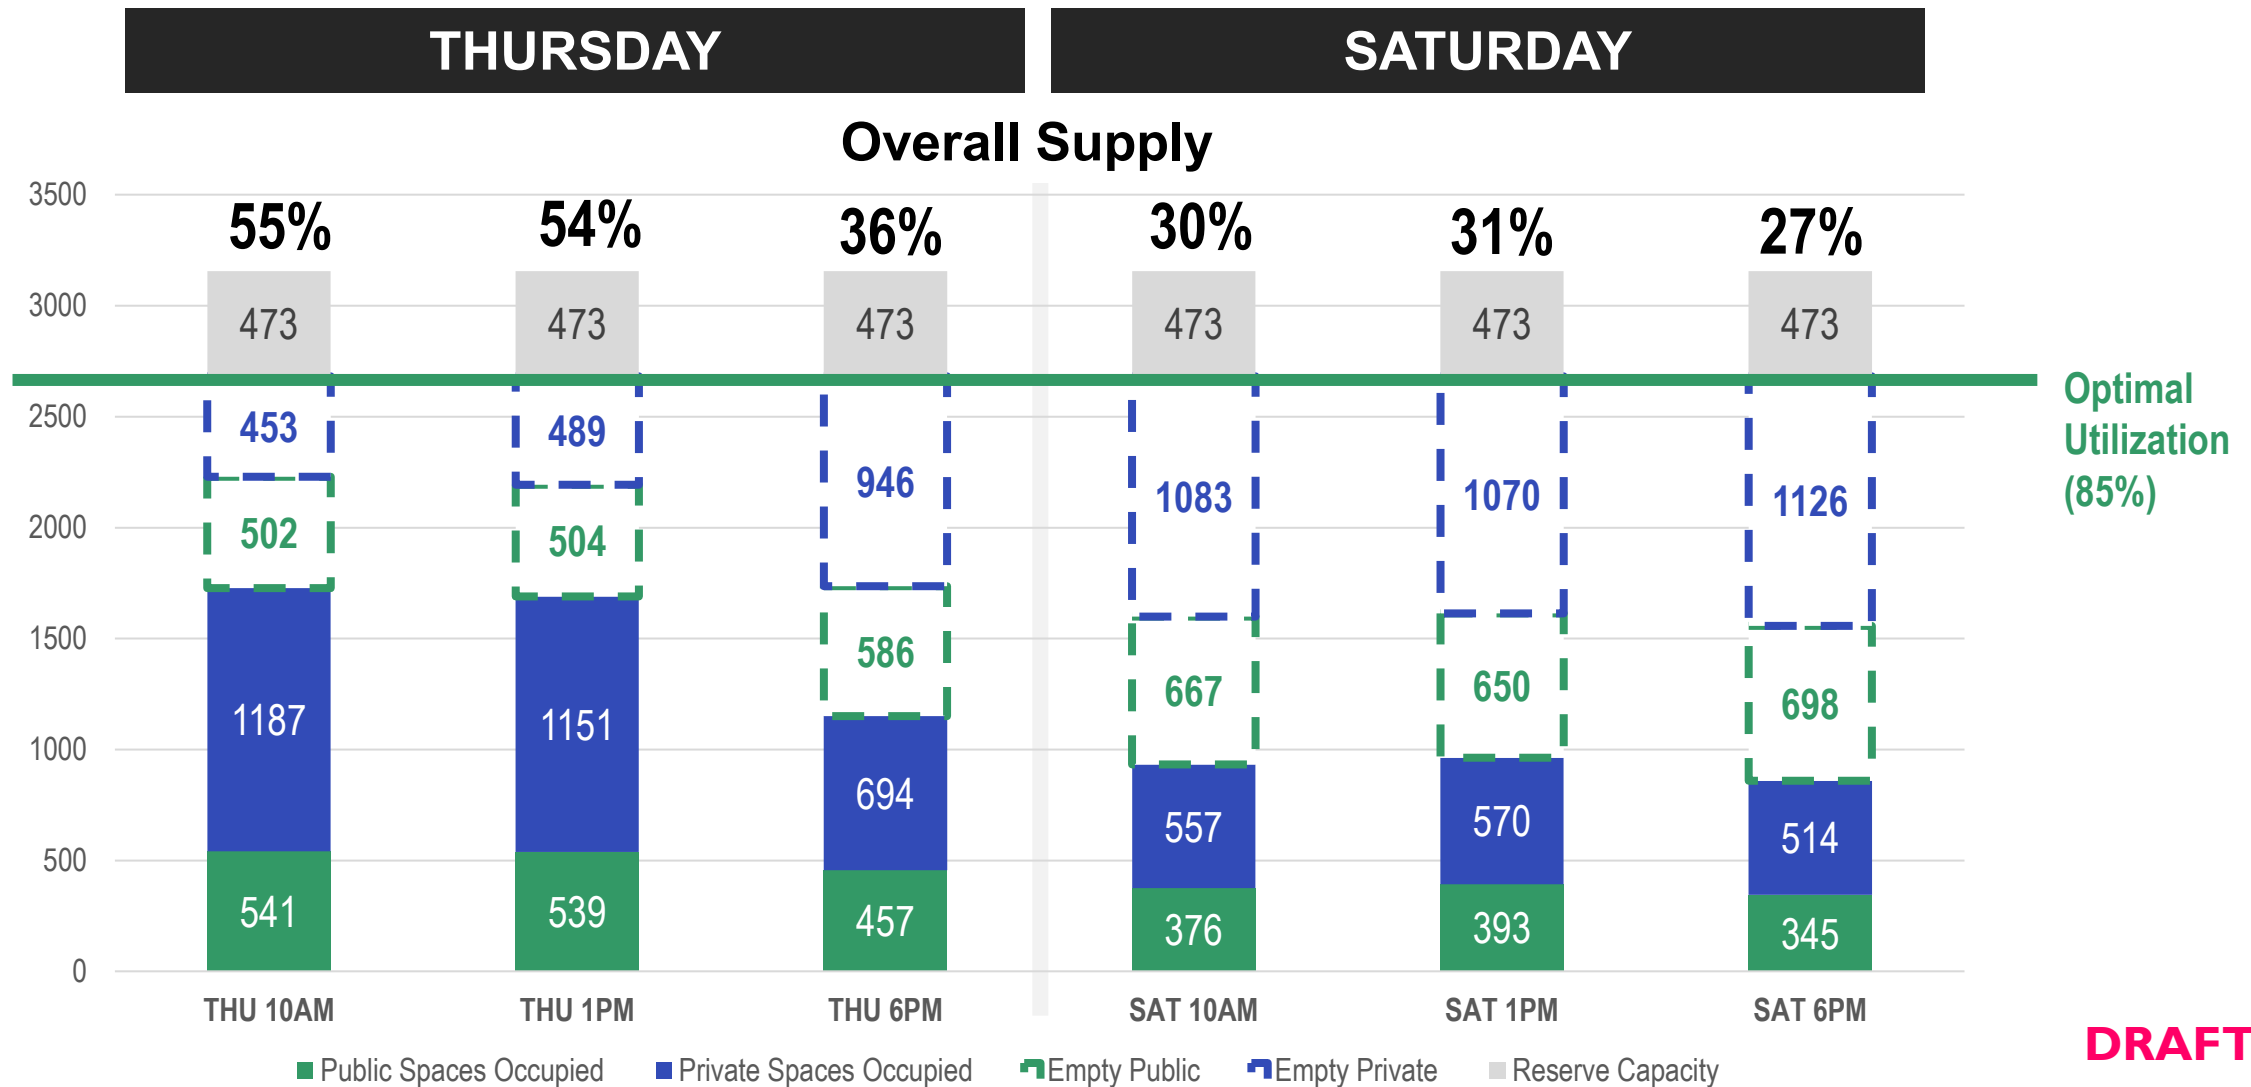 THURSDAY
SATURDAY
Overall Supply
3500
3000
2500
2000
1500
1000
500
0
55%
54%
36%
30%
31%
27%
473
473
473
473
473
473
453
489
946
1083
1070
1126
502
504
586
667
650
698
1187
1151
694
557
570
514
541
539
457
376
393
345
Optimal
Utilization
(85%)
THU 10AM
THU 1PM
THU 6PM
SAT 10AM
SAT 1PM
SAT 6PM
Public Spaces Occupied
Private Spaces Occupied
Empty Public
Empty Private
Reserve Capacity
DRAFT